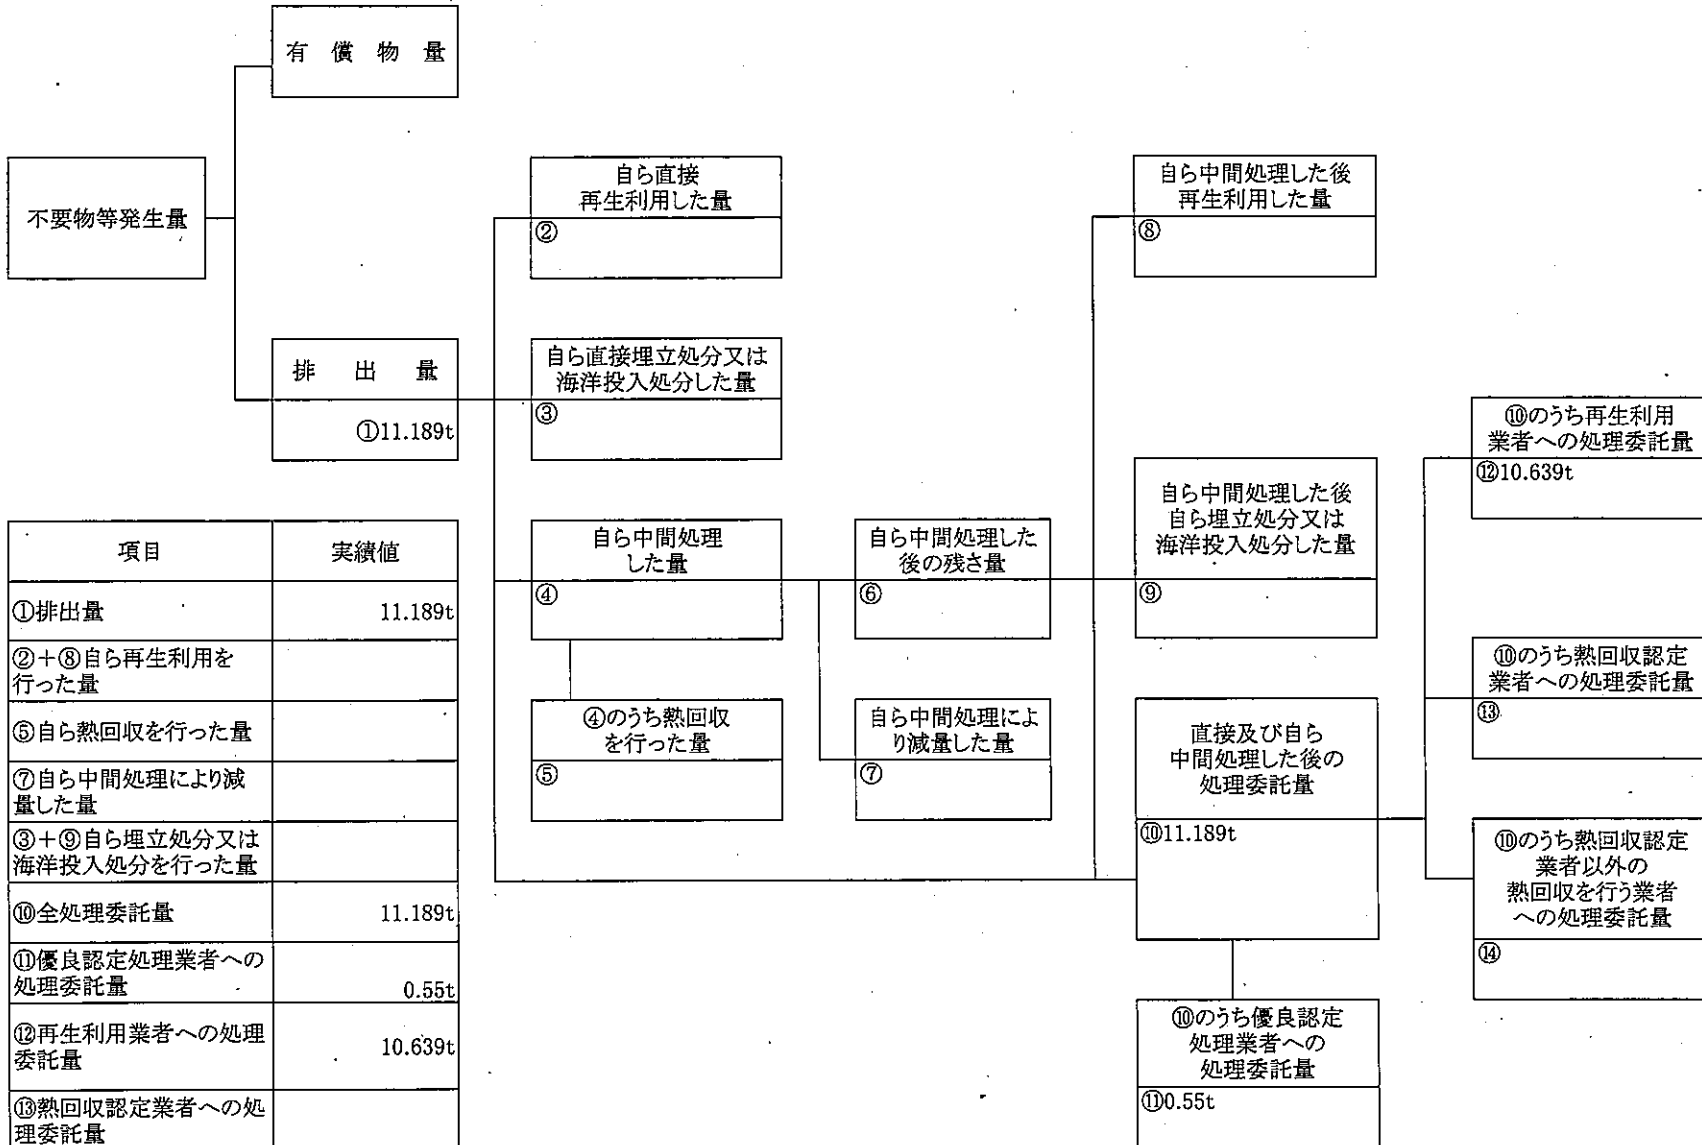 有償物量
不要物等発生量
排出量
①11.189t
自ら直接
再生利用した量
②
自ら直接埋立処分又は
海洋投入処分した量
③
自ら中間処理
した量
④
④のうち熱回収
を行った量
⑤
自ら中間処理した
後の残さ量
⑥
自ら中間処理によ
り減量した量
⑦
自ら中間処理した後
再生利用した量
⑧
自ら中間処理した後
自ら埋立処分又は
海洋投入処分した量
⑨
直接及び自ら
中間処理した後の
処理委託量
⑩11.189t
⑩のうち優良認定
処理業者への
処理委託量
⑪0.55t
⑩のうち再生利用
業者への処理委託量
⑫10.639t
⑩のうち熱回収認定
業者への処理委託量
⑬
⑩のうち熱回収認定
業者以外の
熱回収を行う業者
への処理委託量
⑭
項目 実績値
①排出量 11.189t
②+⑧自ら再生利用を
行った量
⑤自ら熱回収を行った量
⑦自ら中間処理により減
量した量
③+⑨自ら埋立処分又は
海洋投入処分を行った量
⑩全処理委託量 11.189t
⑪優良認定処理業者への
処理委託量 0.55t
⑫再生利用業者への処理
委託量 10.639t
⑬熱回収認定業者への処
理委託量